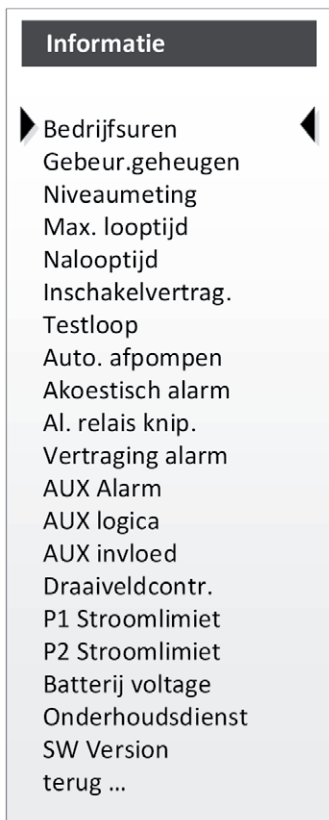 Informatie
Bedrijfsuren
Gebeur.geheugen
Niveaumeting
Max. looptijd
Nalooptijd
Inschakelvertrag.
Testloop
Auto. afpompen
Akoestisch alarm
Al. relais knip.
Vertraging alarm
AUX Alarm
AUX logica
AUX invloed
Draaiveldcontr.
P1 Stroomlimiet
P2 Stroomlimiet
Batterij voltage
Onderhoudsdienst
SW Version
terug ...